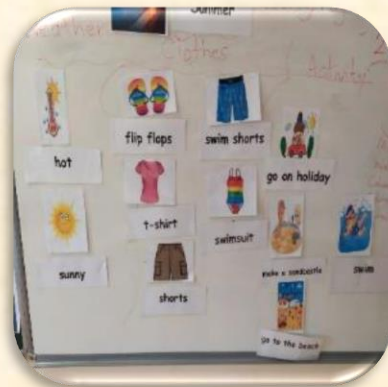 Summer
Weather
Clothes
Activity
flip flops
swim shorts
hot
go on holiday
t-shirt
swimsuit
sunny
shorts
make a sandcastle
swim
go to the beach